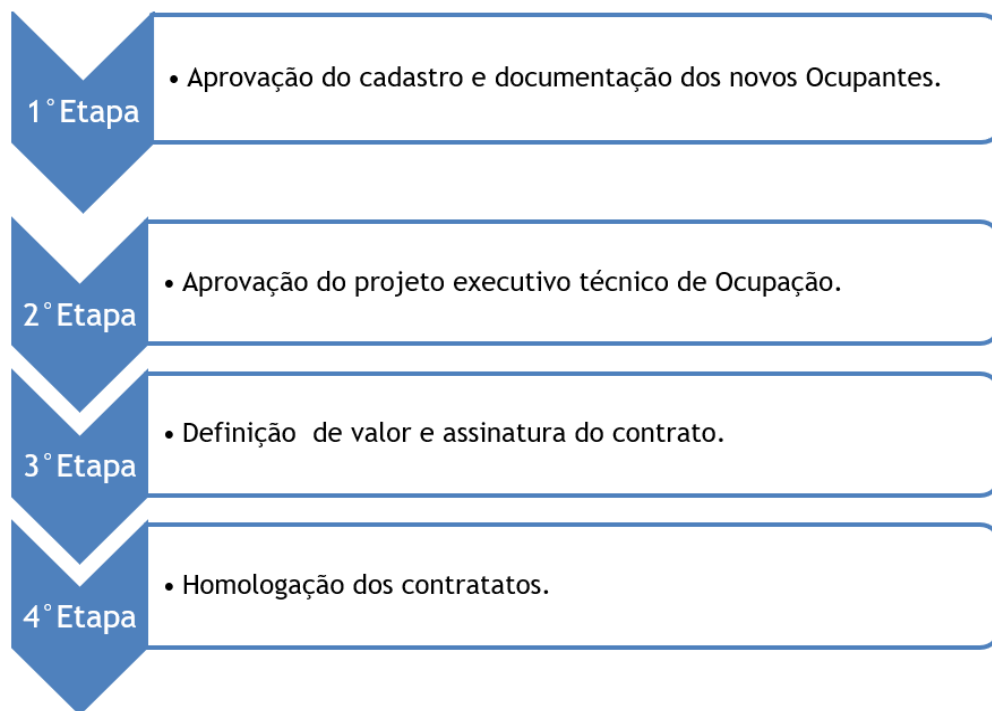 1°Etapa
• Aprovação do cadastro e documentação dos novos Ocupantes.
2°Etapa
• Aprovação do projeto executivo técnico de Ocupação.
3°Etapa
• Definição  de valor e assinatura do contrato.
4°Etapa
• Homologação dos contratatos.